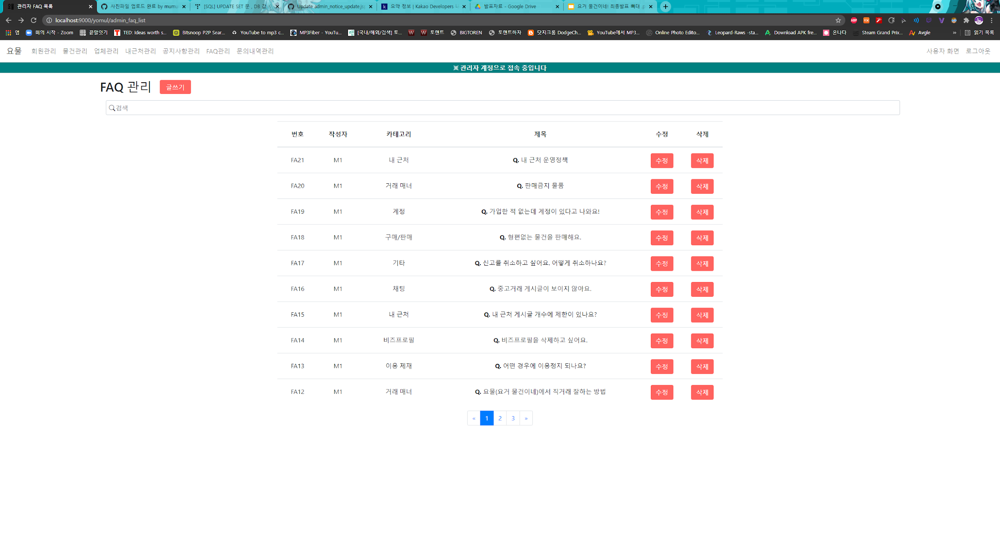 관리자 FAQ 목록 사진파일 업로드 완료 by mumu [SQL] UPDATE SET 문 , DB 값 Update admin_notice_update.jsp 요약 정보 | Kakao Developers 발표자료 - Google Drive 요거 물건이네! 최종발표 뼈대 .p
localhost:9000/yomul/admin_faq_list ABP
앱 회의 시작 - Zoom 끝말잇기 TED: Ideas worth s... Bitsnoop P2P Sear... YouTube to mp3 c... MP3Fiber - YouTu... [국내/해외/검색] 토... 토렌트 BIGTOREN 토렌트하자 닷지크롬 DodgeCh... YouTube에서 MP3... Online Photo Edito... Leopard-Raws -sta... Download APK fre... 온나다 Steam Grand Prix... Avgle » 읽기 목록
요물 회원관리 물건관리 업체관리 내근처관리 공지사항관리 FAQ관리 문의내역관리 사용자 화면 로그아웃
※ 관리자 계정으로 접속 중입니다
FAQ 관리 글쓰기
검색
번호 작성자 카테고리 제목 수정 삭제
FA21 M1 내 근처 Q. 내 근처 운영정책 수정 삭제
FA20 M1 거래 매너 Q. 판매금지 물품 수정 삭제
FA19 M1 계정 Q. 가입한 적 없는데 계정이 있다고 나와요! 수정 삭제
FA18 M1 구매/판매 Q. 형편없는 물건을 판매해요. 수정 삭제
FA17 M1 기타 Q. 신고를 취소하고 싶어요. 어떻게 취소하나요? 수정 삭제
FA16 M1 채팅 Q. 중고거래 게시글이 보이지 않아요. 수정 삭제
FA15 M1 내 근처 Q. 내 근처 게시글 개수에 제한이 있나요? 수정 삭제
FA14 M1 비즈프로필 Q. 비즈프로필을 삭제하고 싶어요. 수정 삭제
FA13 M1 이용 제재 Q. 어떤 경우에 이용정지 되나요? 수정 삭제
FA12 M1 거래 매너 Q. 요물(요거 물건이네)에서 직거래 잘하는 방법 수정 삭제
« 1 2 3 »